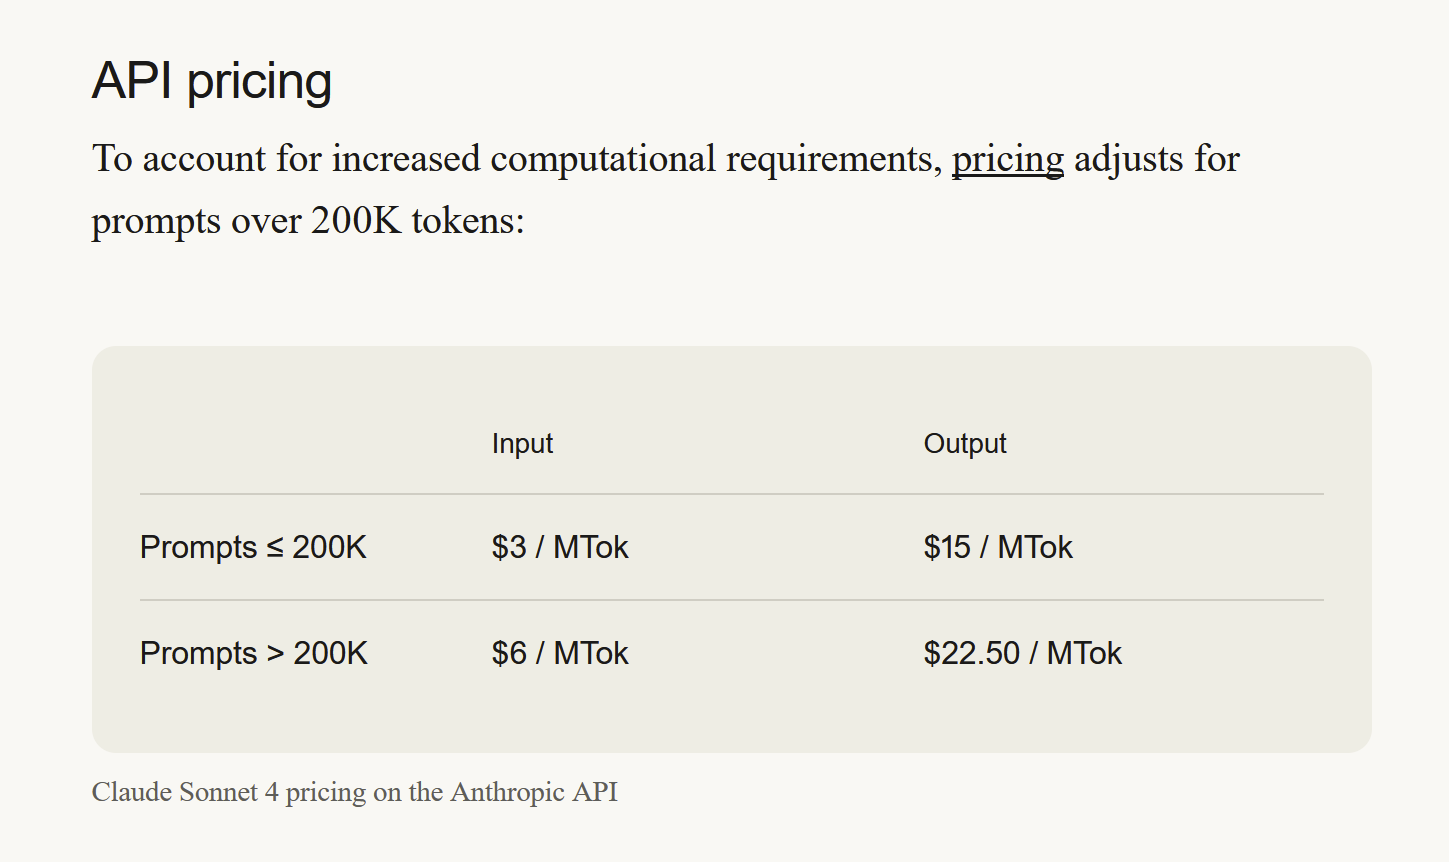 API pricing
To account for increased computational requirements, pricing adjusts for
prompts over 200K tokens:
Input Output
Prompts ≤ 200K $3 / MTok $15 / MTok
Prompts > 200K $6 / MTok $22.50 / MTok
Claude Sonnet 4 pricing on the Anthropic API